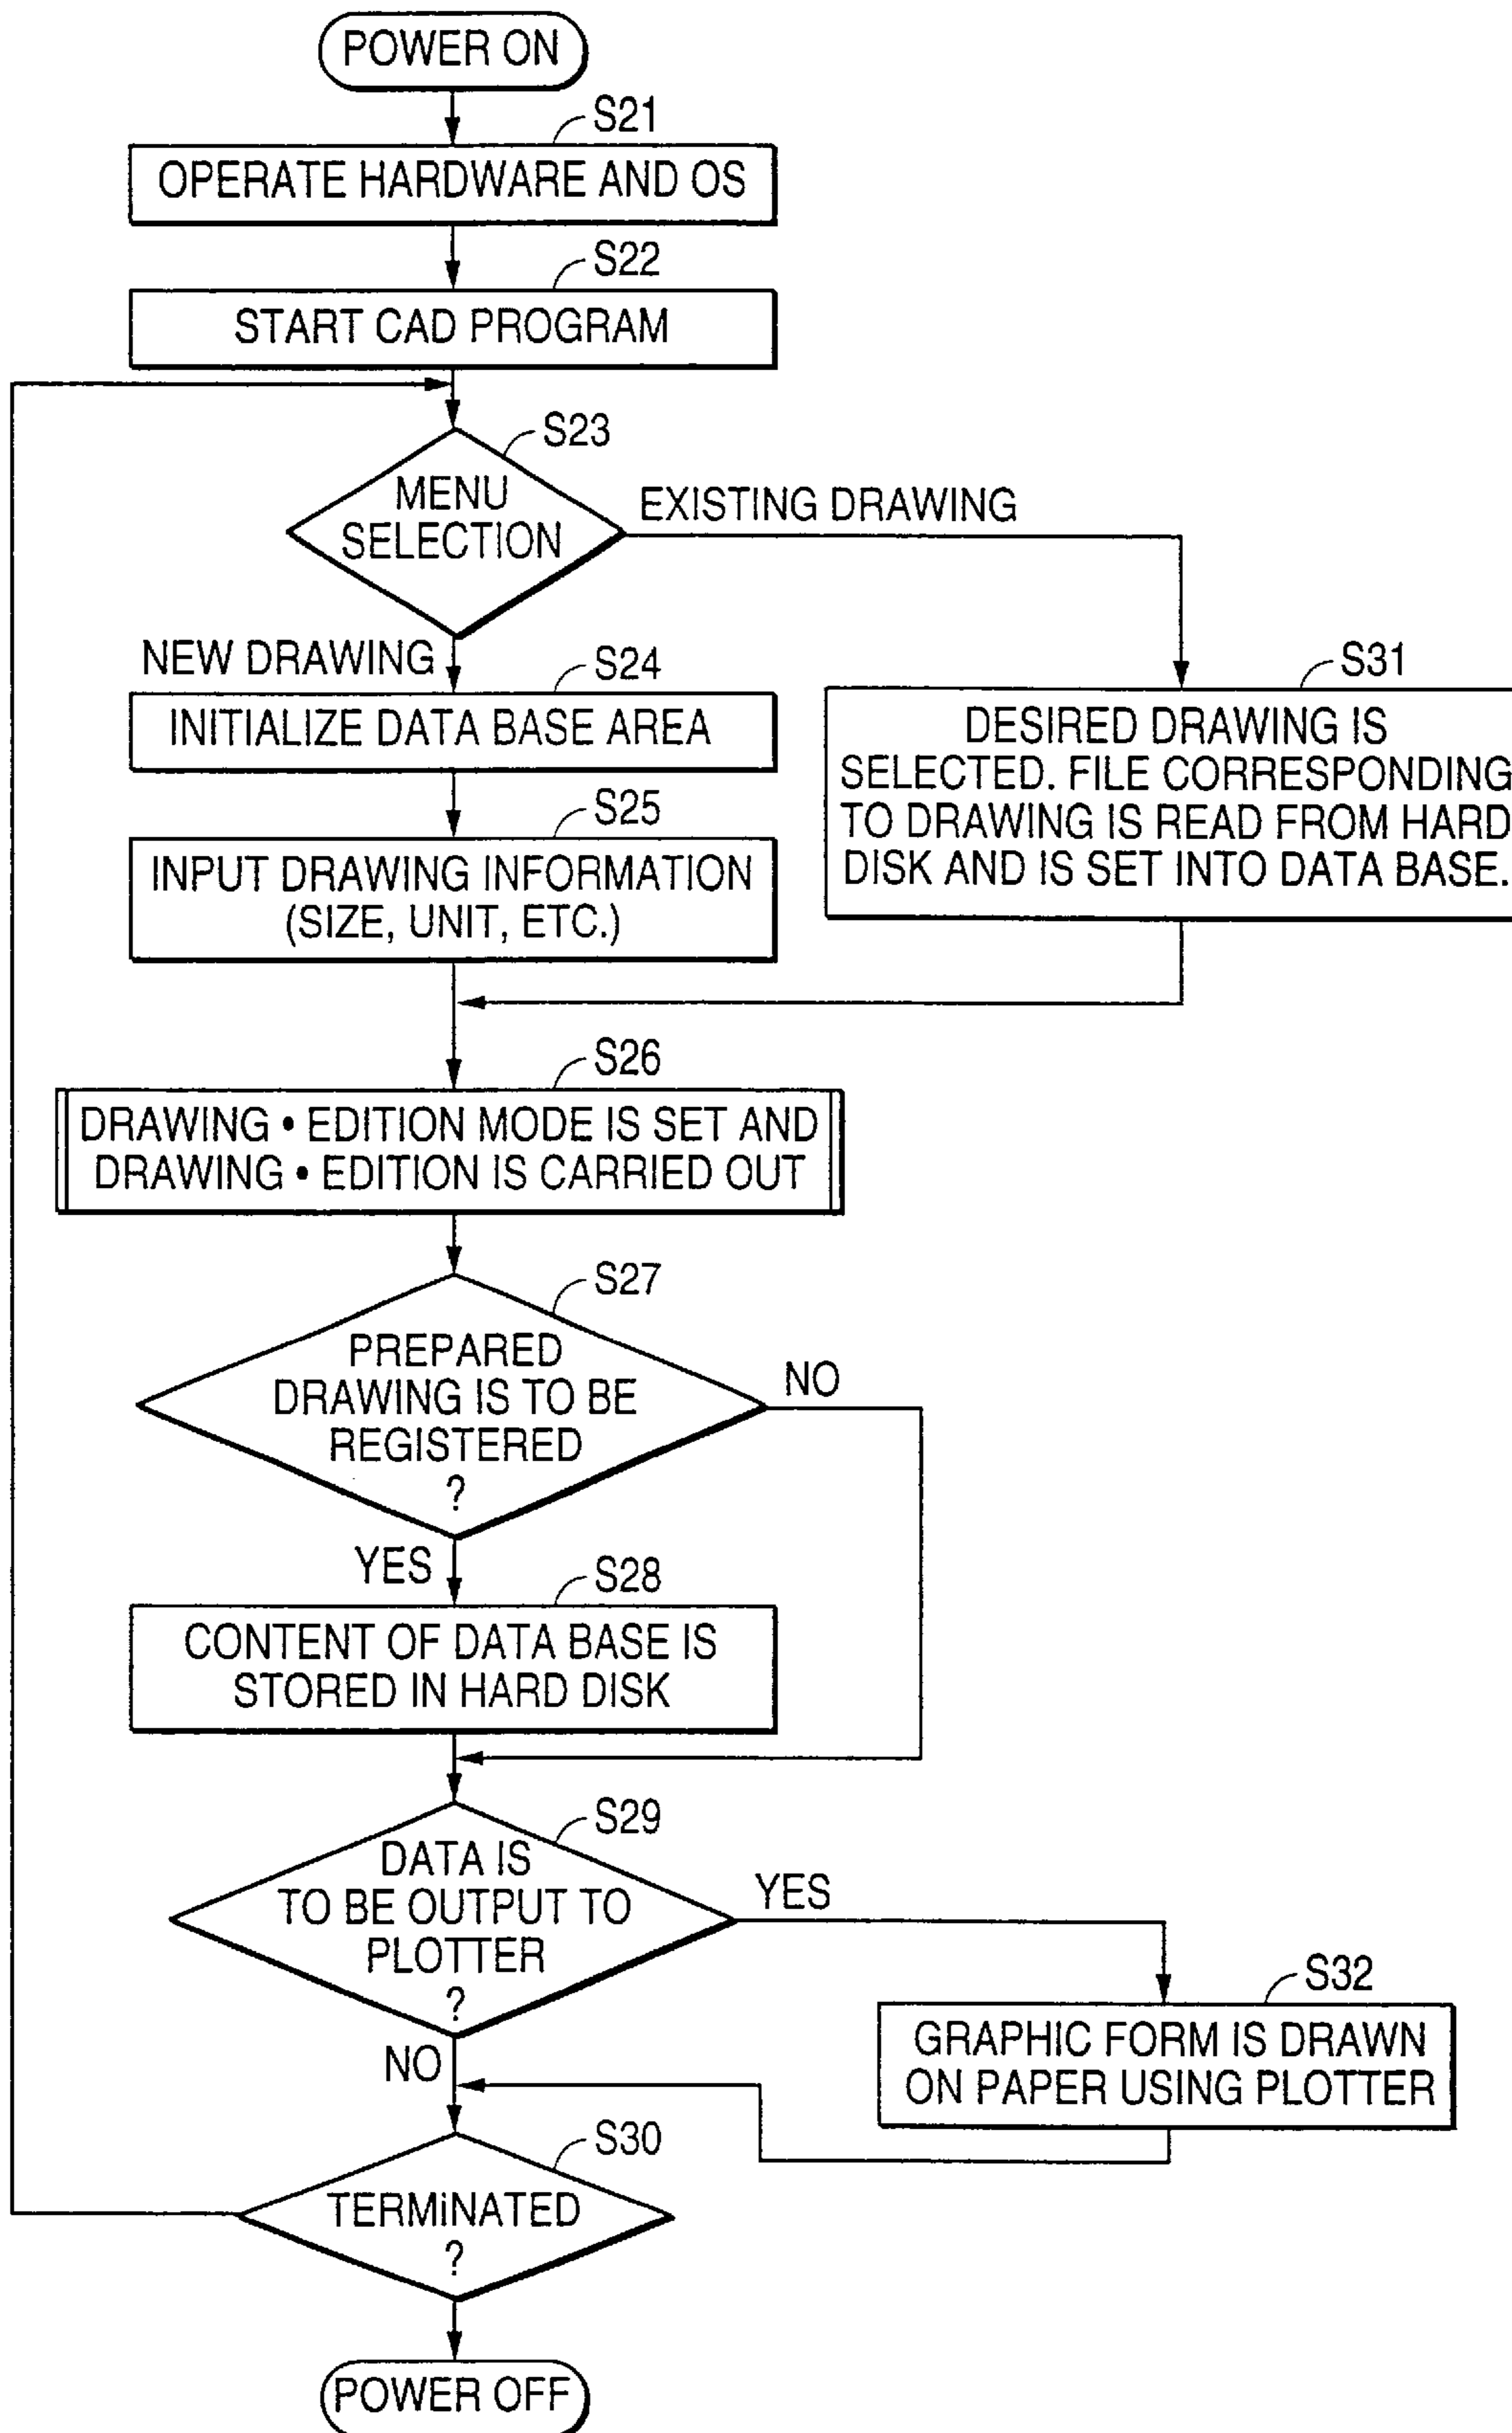 POWER ON
S21
OPERATE HARDWARE AND OS
S22
START CAD PROGRAM
S23
MENU
SELECTION
EXISTING DRAWING
NEW DRAWING
S24
INITIALIZE DATA BASE AREA
S31
DESIRED DRAWING IS
SELECTED. FILE CORRESPONDING
TO DRAWING IS READ FROM HARD
DISK AND IS SET INTO DATA BASE.
S25
INPUT DRAWING INFORMATION
(SIZE, UNIT, ETC.)
S26
DRAWING • EDITION MODE IS SET AND
DRAWING • EDITION IS CARRIED OUT
S27
PREPARED
DRAWING IS TO BE
REGISTERED
?
NO
YES
S28
CONTENT OF DATA BASE IS
STORED IN HARD DISK
S29
DATA IS
TO BE OUTPUT TO
PLOTTER
?
YES
S32
GRAPHIC FORM IS DRAWN
ON PAPER USING PLOTTER
NO
S30
TERMiNATED
?
POWER OFF